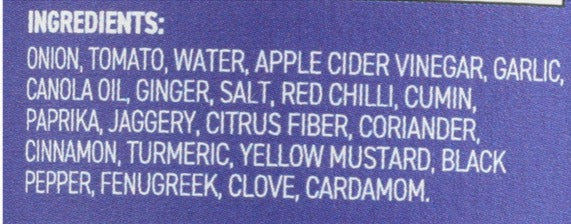 INGREDIENTS:
ONION, TOMATO, WATER, APPLE CIDER VINEGAR, GARLIC,
CANOLA OIL, GINGER, SALT, RED CHILLI, CUMIN,
PAPRIKA, JAGGERY, CITRUS FIBER, CORIANDER,
CINNAMON, TURMERIC, YELLOW MUSTARD, BLACK
PEPPER, FENUGREEK, CLOVE, CARDAMOM.